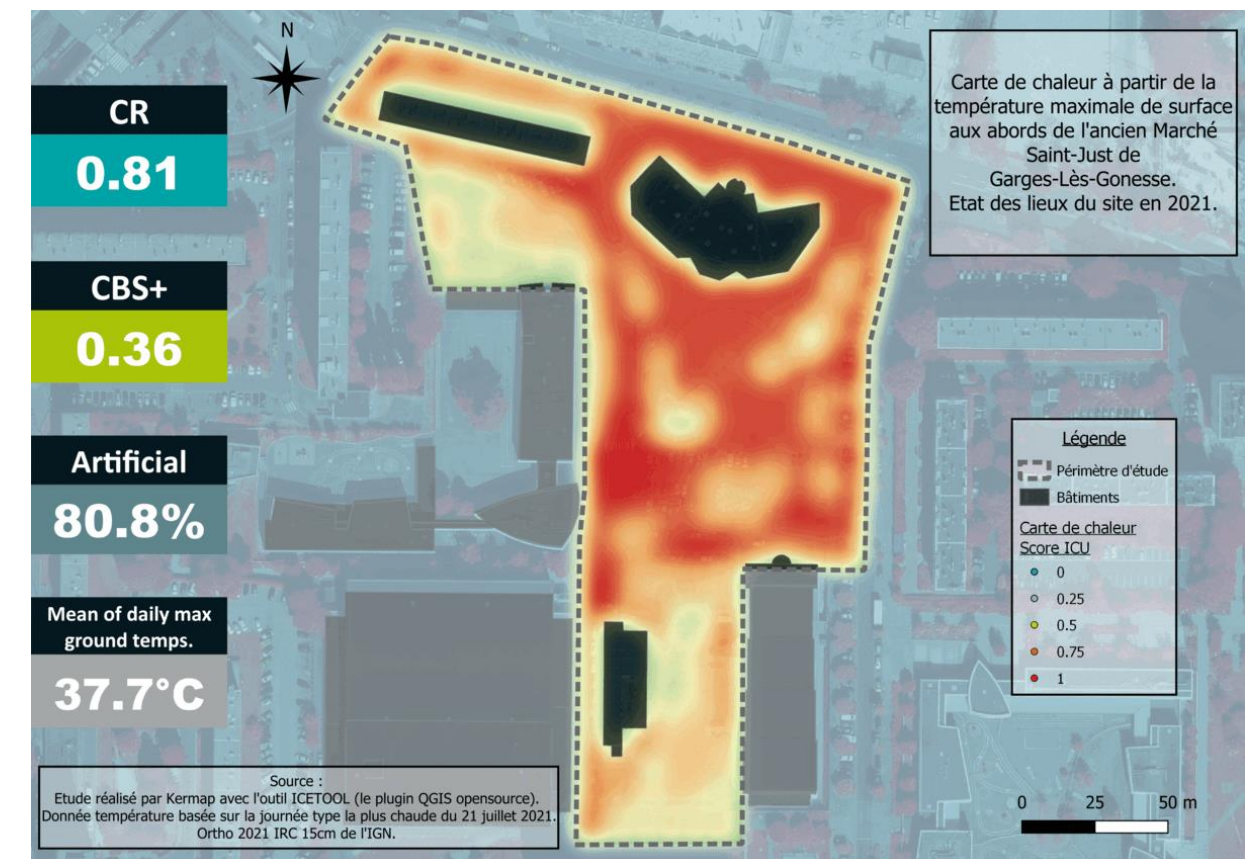 N
CR
0.81
CBS+
0.36
Artificial
80.8%
Mean of daily max
ground temps.
37.7°C
Carte de chaleur à partir de la
température maximale de surface
aux abords de l'ancien Marché
Saint-Just de
Garges-Lès-Gonesse.
Etat des lieux du site en 2021.
Légende
Périmètre d'étude
Bâtiments
Carte de chaleur
Score ICU
0
0.25
0.5
0.75
1
0 25 50 m
Source :
Etude réalisé par Kermap avec l'outil ICETOOL (le plugin QGIS opensource).
Donnée température basée sur la journée type la plus chaude du 21 juillet 2021.
Ortho 2021 IRC 15cm de l'IGN.